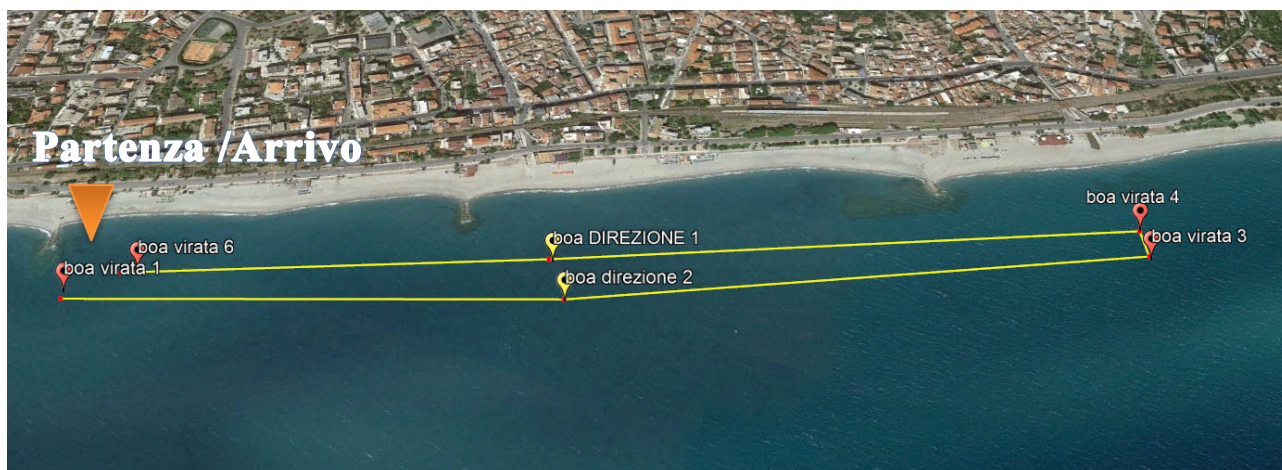 Partenza /Arrivo
boa virata 4
boa virata 6
boa DIREZIONE 1
boa virata 3
boa virata 1
boa direzione 2